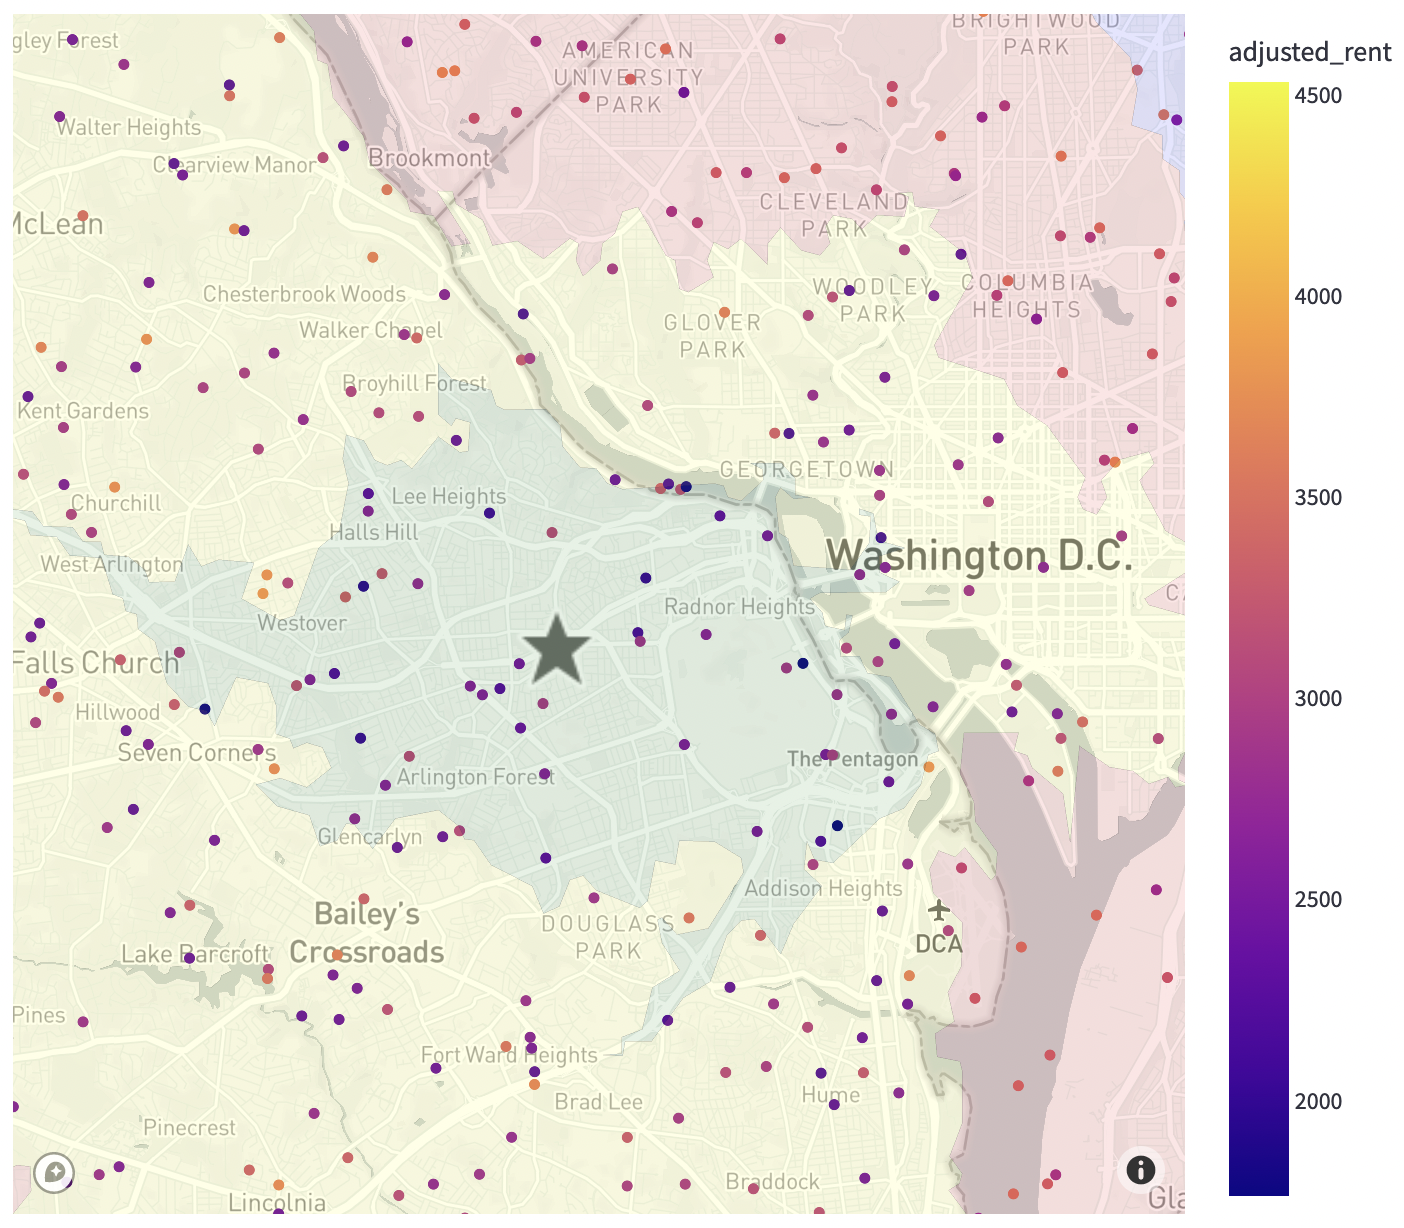 adjusted_rent
4500
4000
3500
3000
2500
2000
BRIGHTWOOD
PARK
gley Forest
AMERICAN
UNIVERSITY
PARK
Walter Heights
Clearview Manor
Brookmont
CLEVELAND
PARK
McLean
Chesterbrook Woods
WOODLEY
PARK
COLUMBIA
HEIGHTS
Walker Chapel
GLOVER
PARK
Broyhill Forest
Kent Gardens
GEORGETOWN
Churchill
Lee Heights
Halls Hill
Washington D.C.
West Arlington
Radnor Heights
Westover
Falls Church
Hillwood
Seven Corners
The Pentagon
Arlington Forest
Glencarlyn
Addison Heights
Bailey's
Crossroads
DOUGLASS
PARK
DCA
Lake Barcroft
Pines
Fort Ward Heights
Hume
Brad Lee
Pinecrest
Braddock
Lincolnia
Gla